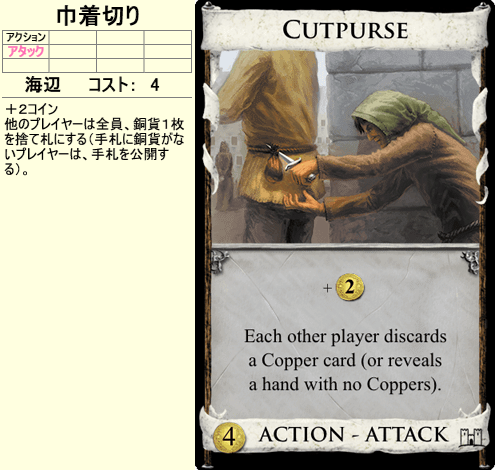 巾着切り
アクション
アタック
海辺 コスト: 4
+2コイン
他のプレイヤーは全員、銅貨1枚
を捨て札にする(手札に銅貨がな
いプレイヤーは、手札を公開す
る)。
CUTPURSE
+ 2
Each other player discards
a Copper card (or reveals
a hand with no Coppers).
4 ACTION - ATTACK